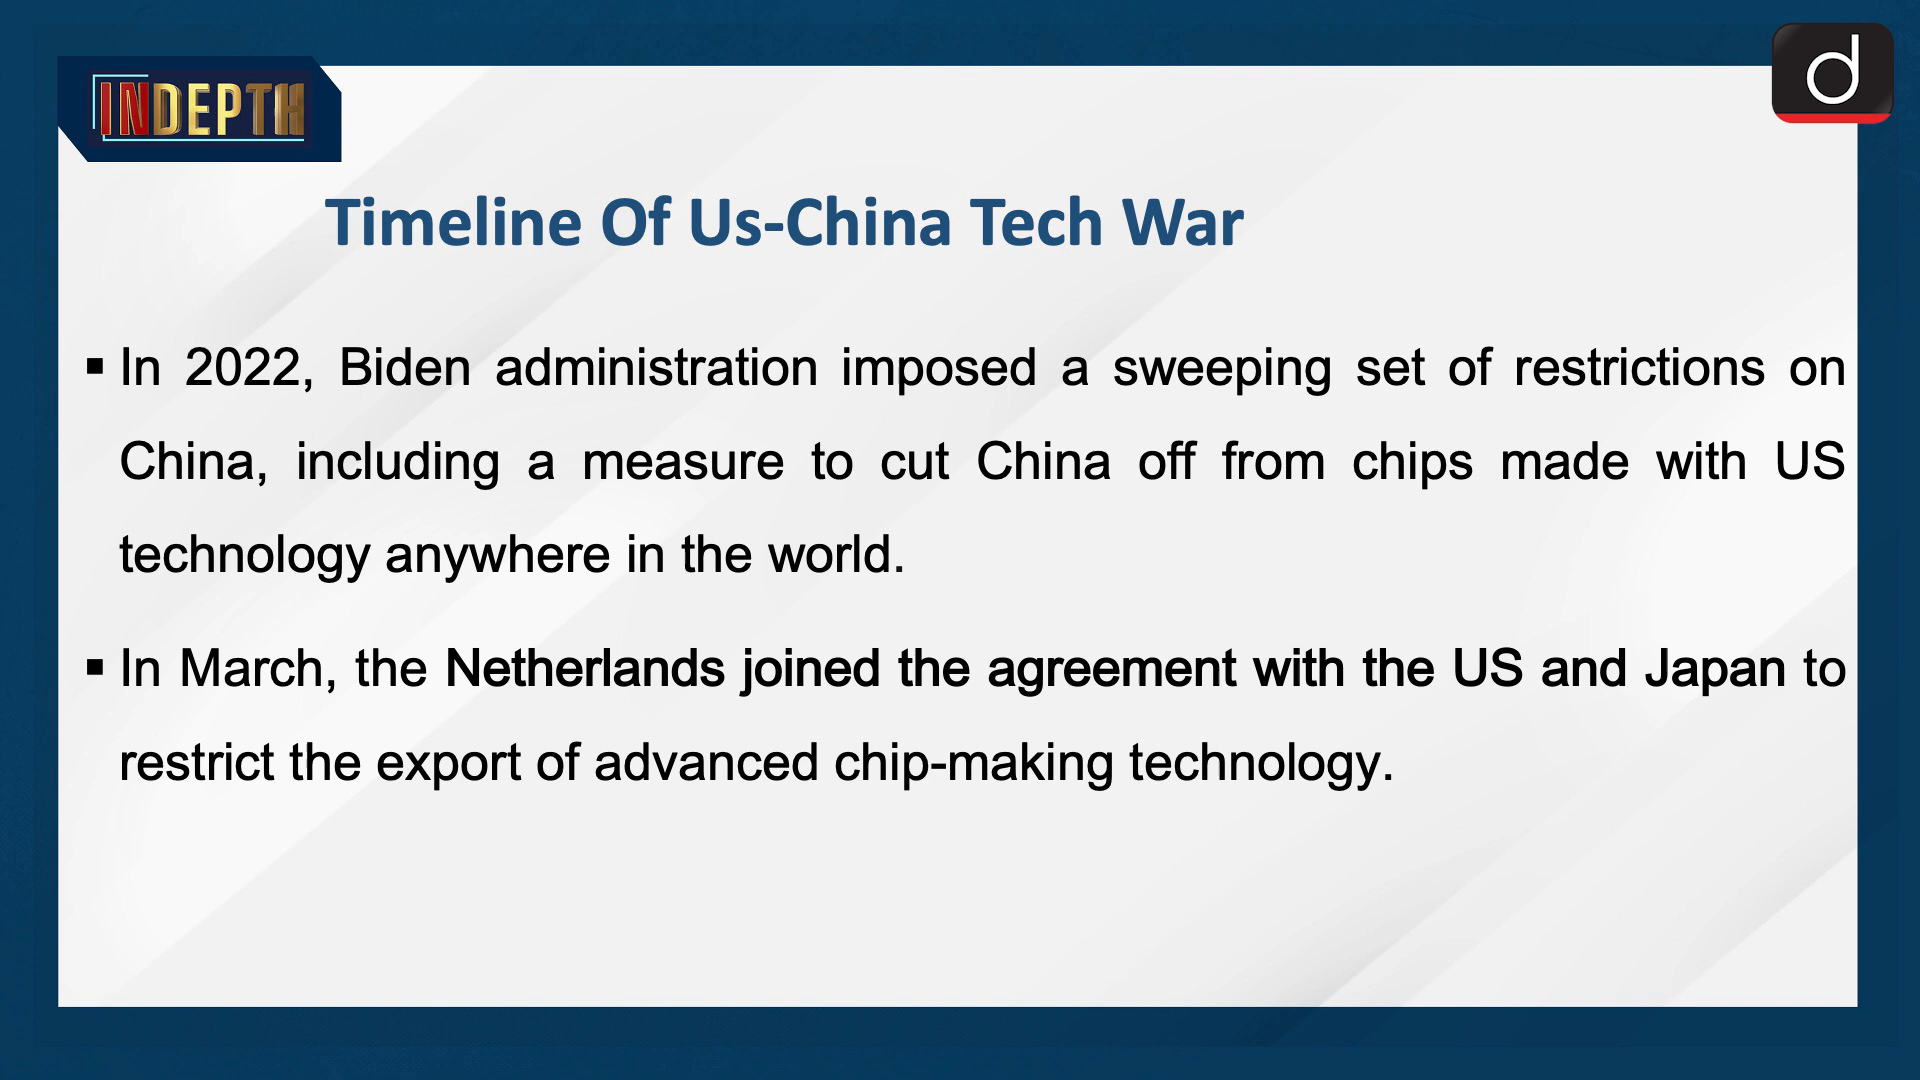 INDEPTH
d
Timeline Of Us-China Tech War
▪ In 2022, Biden administration imposed a sweeping set of restrictions on
China, including a measure to cut China off from chips made with US
technology anywhere in the world.
▪ In March, the Netherlands joined the agreement with the US and Japan to
restrict the export of advanced chip-making technology.